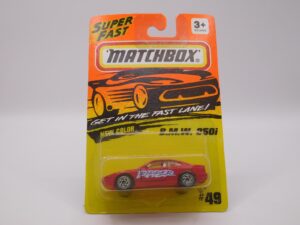 SUPER
FAST
3+
MATCHBOX
GET IN THE FAST LANE!
NEW COLOR
B.M.W. 850i
#49